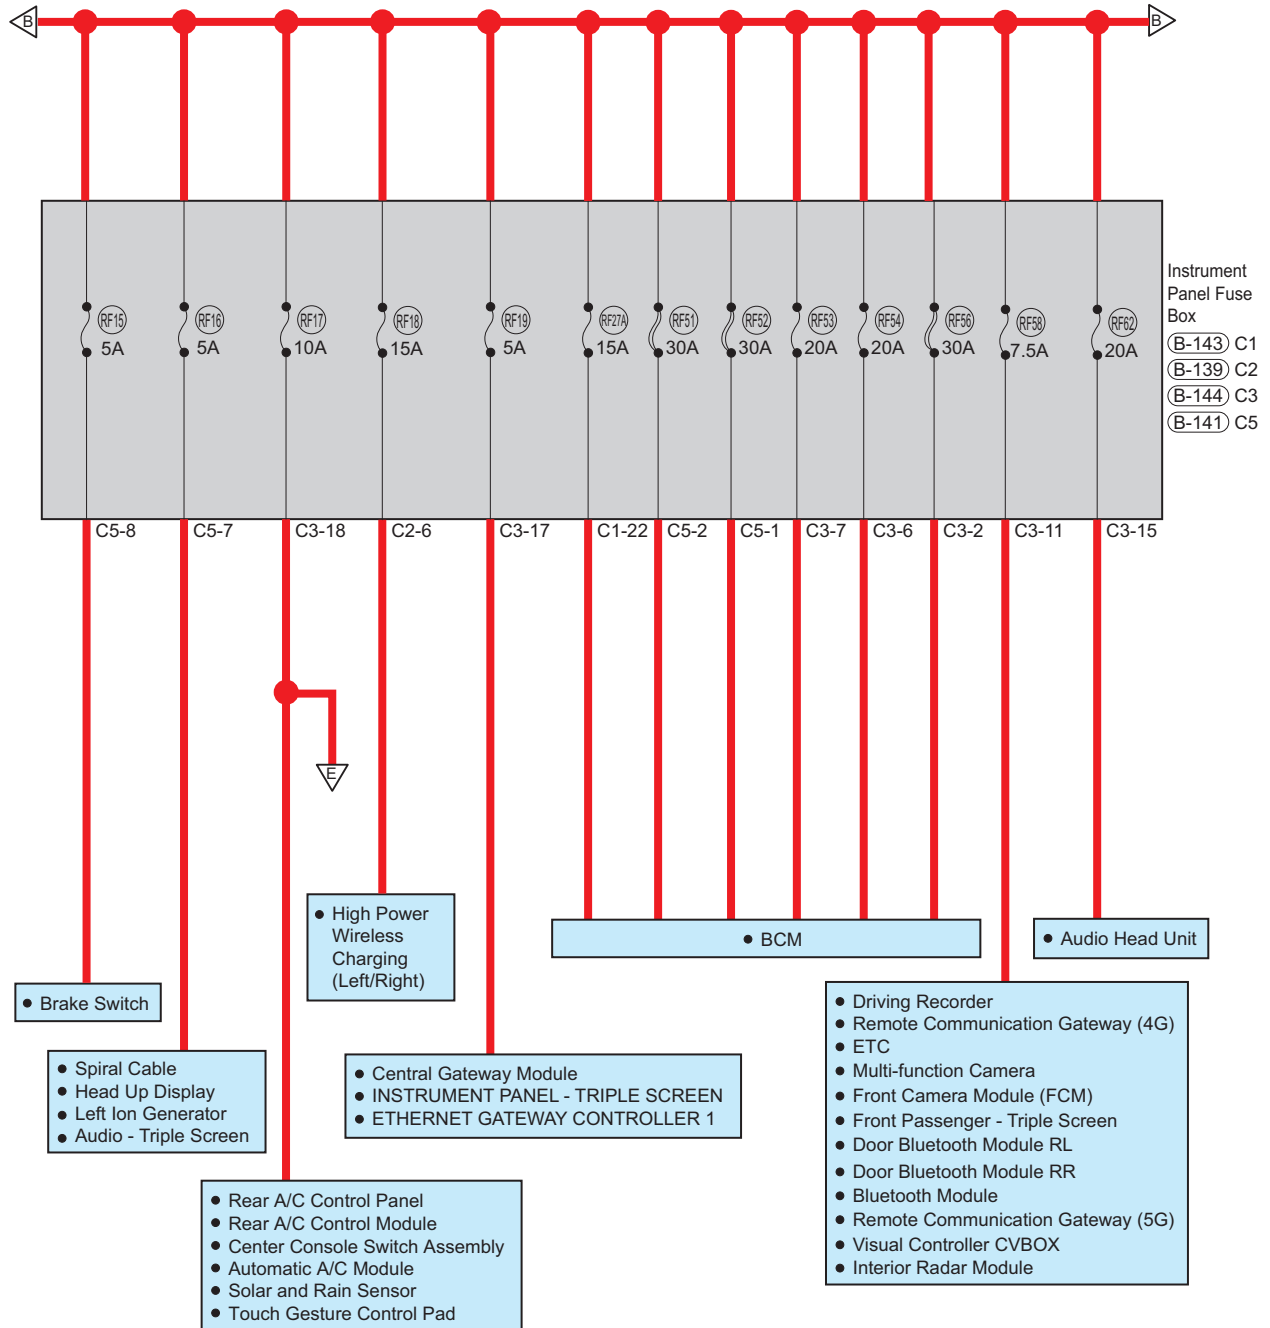 B
B
RF15
5A
RF16
5A
RF17
10A
RF18
15A
RF19
5A
RF27A
15A
RF51
30A
RF52
30A
RF53
20A
RF54
20A
RF56
30A
RF58
7.5A
RF62
20A
Instrument
Panel Fuse
Box
B-143 C1
B-139 C2
B-144 C3
B-141 C5
C5-8
C5-7
C3-18
C2-6
C3-17
C1-22
C5-2
C5-1
C3-7
C3-6
C3-2
C3-11
C3-15
E
• High Power
Wireless
Charging
(Left/Right)
• BCM
• Audio Head Unit
• Brake Switch
• Spiral Cable
• Head Up Display
• Left Ion Generator
• Audio - Triple Screen
• Central Gateway Module
• INSTRUMENT PANEL - TRIPLE SCREEN
• ETHERNET GATEWAY CONTROLLER 1
• Driving Recorder
• Remote Communication Gateway (4G)
• ETC
• Multi-function Camera
• Front Camera Module (FCM)
• Front Passenger - Triple Screen
• Door Bluetooth Module RL
• Door Bluetooth Module RR
• Bluetooth Module
• Remote Communication Gateway (5G)
• Visual Controller CVBOX
• Interior Radar Module
• Rear A/C Control Panel
• Rear A/C Control Module
• Center Console Switch Assembly
• Automatic A/C Module
• Solar and Rain Sensor
• Touch Gesture Control Pad